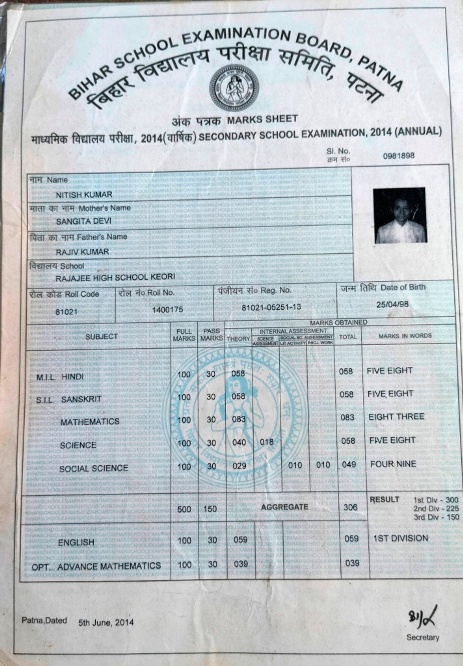 BIHAR SCHOOL EXAMINATION BOARD, PATNA
बिहार विद्यालय परीक्षा समिति, पटना
अंक पत्रक MARKS SHEET
माध्यमिक विद्यालय परीक्षा, 2014(वार्षिक) SECONDARY SCHOOL EXAMINATION, 2014 (ANNUAL)
Sl. No. क्रम सं० 0981898
नाम Name
NITISH KUMAR
माता का नाम Mother's Name
SANGITA DEVI
पिता का नाम Father's Name
RAJIV KUMAR
विद्यालय School
RAJAJEE HIGH SCHOOL KEORI
रोल कोड Roll Code रोल नं० Roll No. पंजीयन सं० Reg. No. जन्म तिथि Date of Birth
81021 1400175 81021-05251-13 25/04/98
MARKS OBTAINED
SUBJECT FULL MARKS PASS MARKS THEORY INTERNAL ASSESSMENT TOTAL MARKS IN WORDS
M.I.L. HINDI 100 30 058 058 FIVE EIGHT
S.I.L. SANSKRIT 100 30 058 058 FIVE EIGHT
MATHEMATICS 100 30 083 083 EIGHT THREE
SCIENCE 100 30 040 018 058 FIVE EIGHT
SOCIAL SCIENCE 100 30 029 010 010 049 FOUR NINE
500 150 AGGREGATE 306 RESULT 1st Div - 300
2nd Div - 225
3rd Div - 150
ENGLISH 100 30 059 059 1ST DIVISION
OPT.. ADVANCE MATHEMATICS 100 30 039 039
Patna,Dated 5th June, 2014
Secretary